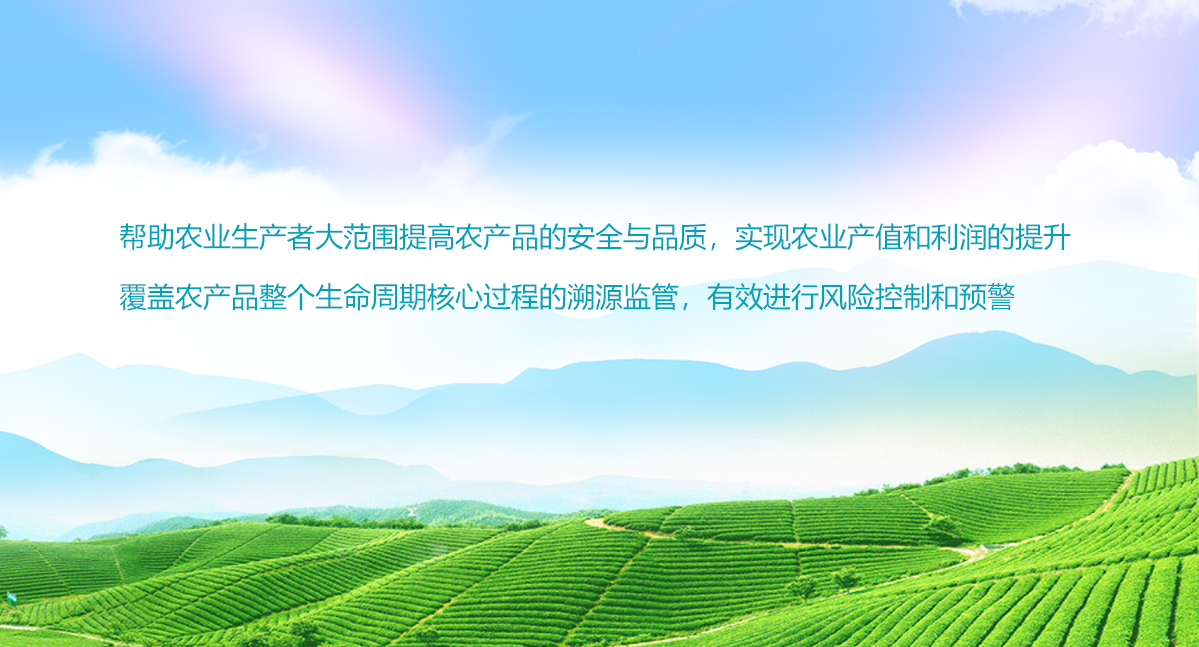 帮助农业生产者大范围提高农产品的安全与品质，实现农业产值和利润的提升
覆盖农产品整个生命周期核心过程的溯源监管，有效进行风险控制和预警